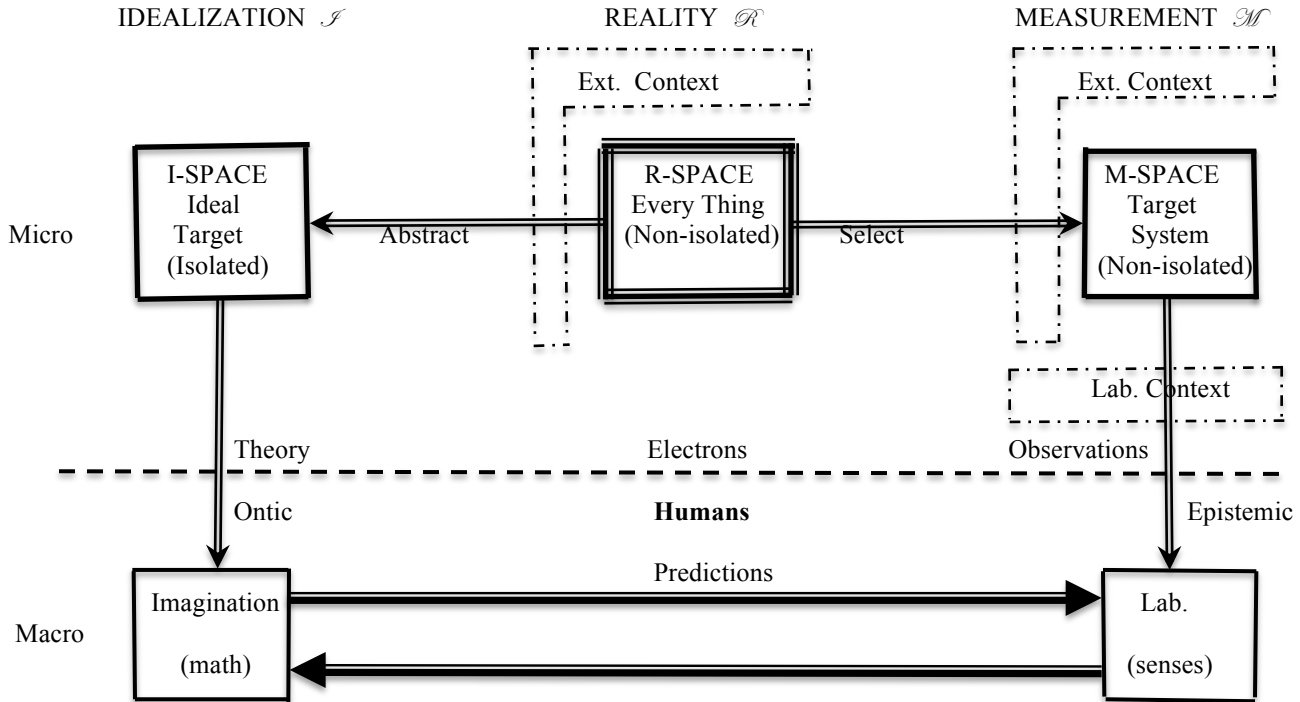 IDEALIZATION ℐ
REALITY ℛ
MEASUREMENT ℳ
Ext. Context
Ext. Context
I-SPACE
Ideal
Target
(Isolated)
R-SPACE
Every Thing
(Non-isolated)
M-SPACE
Target
System
(Non-isolated)
Micro
Abstract
Select
Lab. Context
Theory
Electrons
Observations
Ontic
Humans
Epistemic
Predictions
Imagination
(math)
Lab.
(senses)
Macro